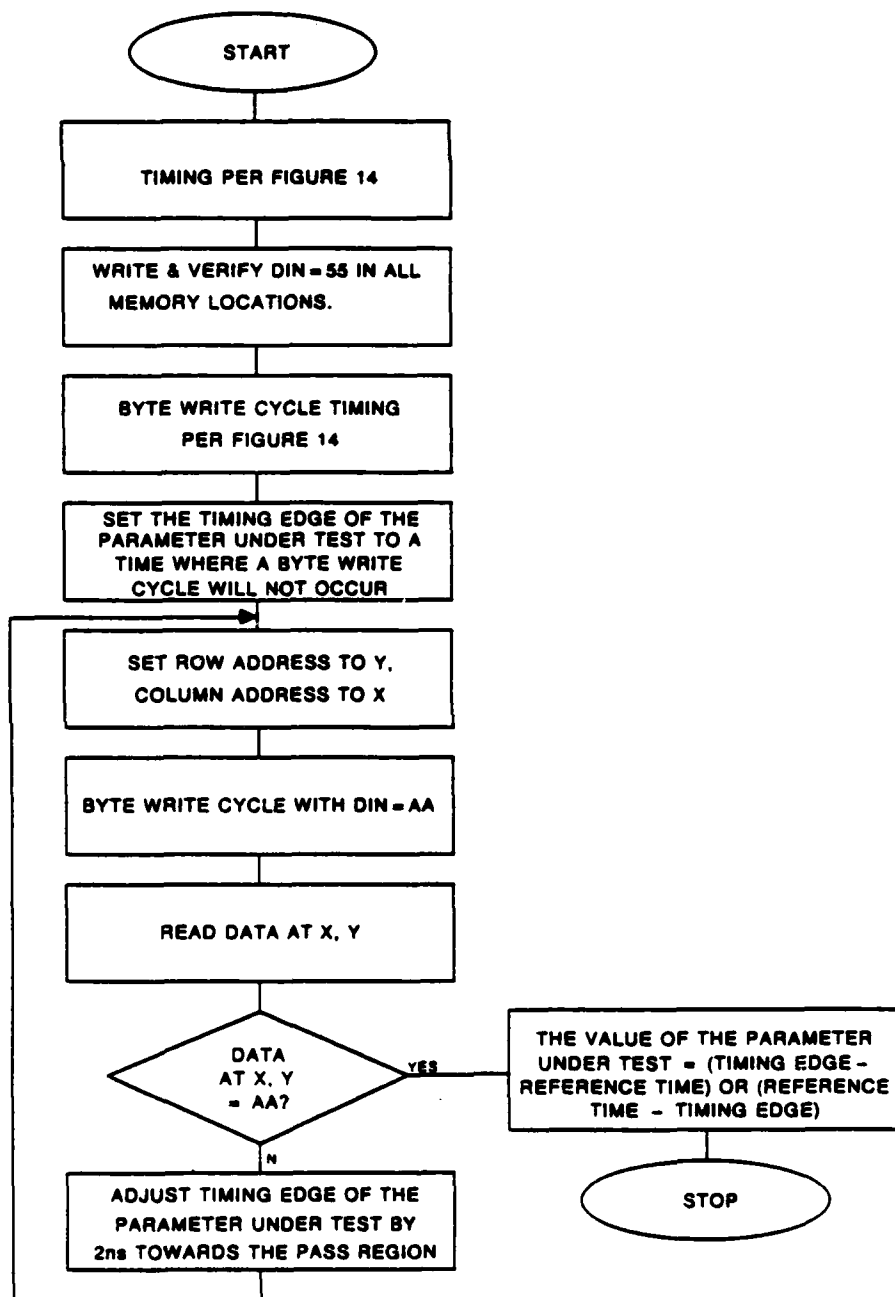 START
TIMING PER FIGURE 14
WRITE & VERIFY DIN = 55 IN ALL
MEMORY LOCATIONS.
BYTE WRITE CYCLE TIMING
PER FIGURE 14
SET THE TIMING EDGE OF THE
PARAMETER UNDER TEST TO A
TIME WHERE A BYTE WRITE
CYCLE WILL NOT OCCUR
SET ROW ADDRESS TO Y,
COLUMN ADDRESS TO X
BYTE WRITE CYCLE WITH DIN = AA
READ DATA AT X, Y
DATA
AT X, Y
= AA?
YES
THE VALUE OF THE PARAMETER
UNDER TEST = (TIMING EDGE -
REFERENCE TIME) OR (REFERENCE
TIME - TIMING EDGE)
STOP
N
ADJUST TIMING EDGE OF THE
PARAMETER UNDER TEST BY
2ns TOWARDS THE PASS REGION